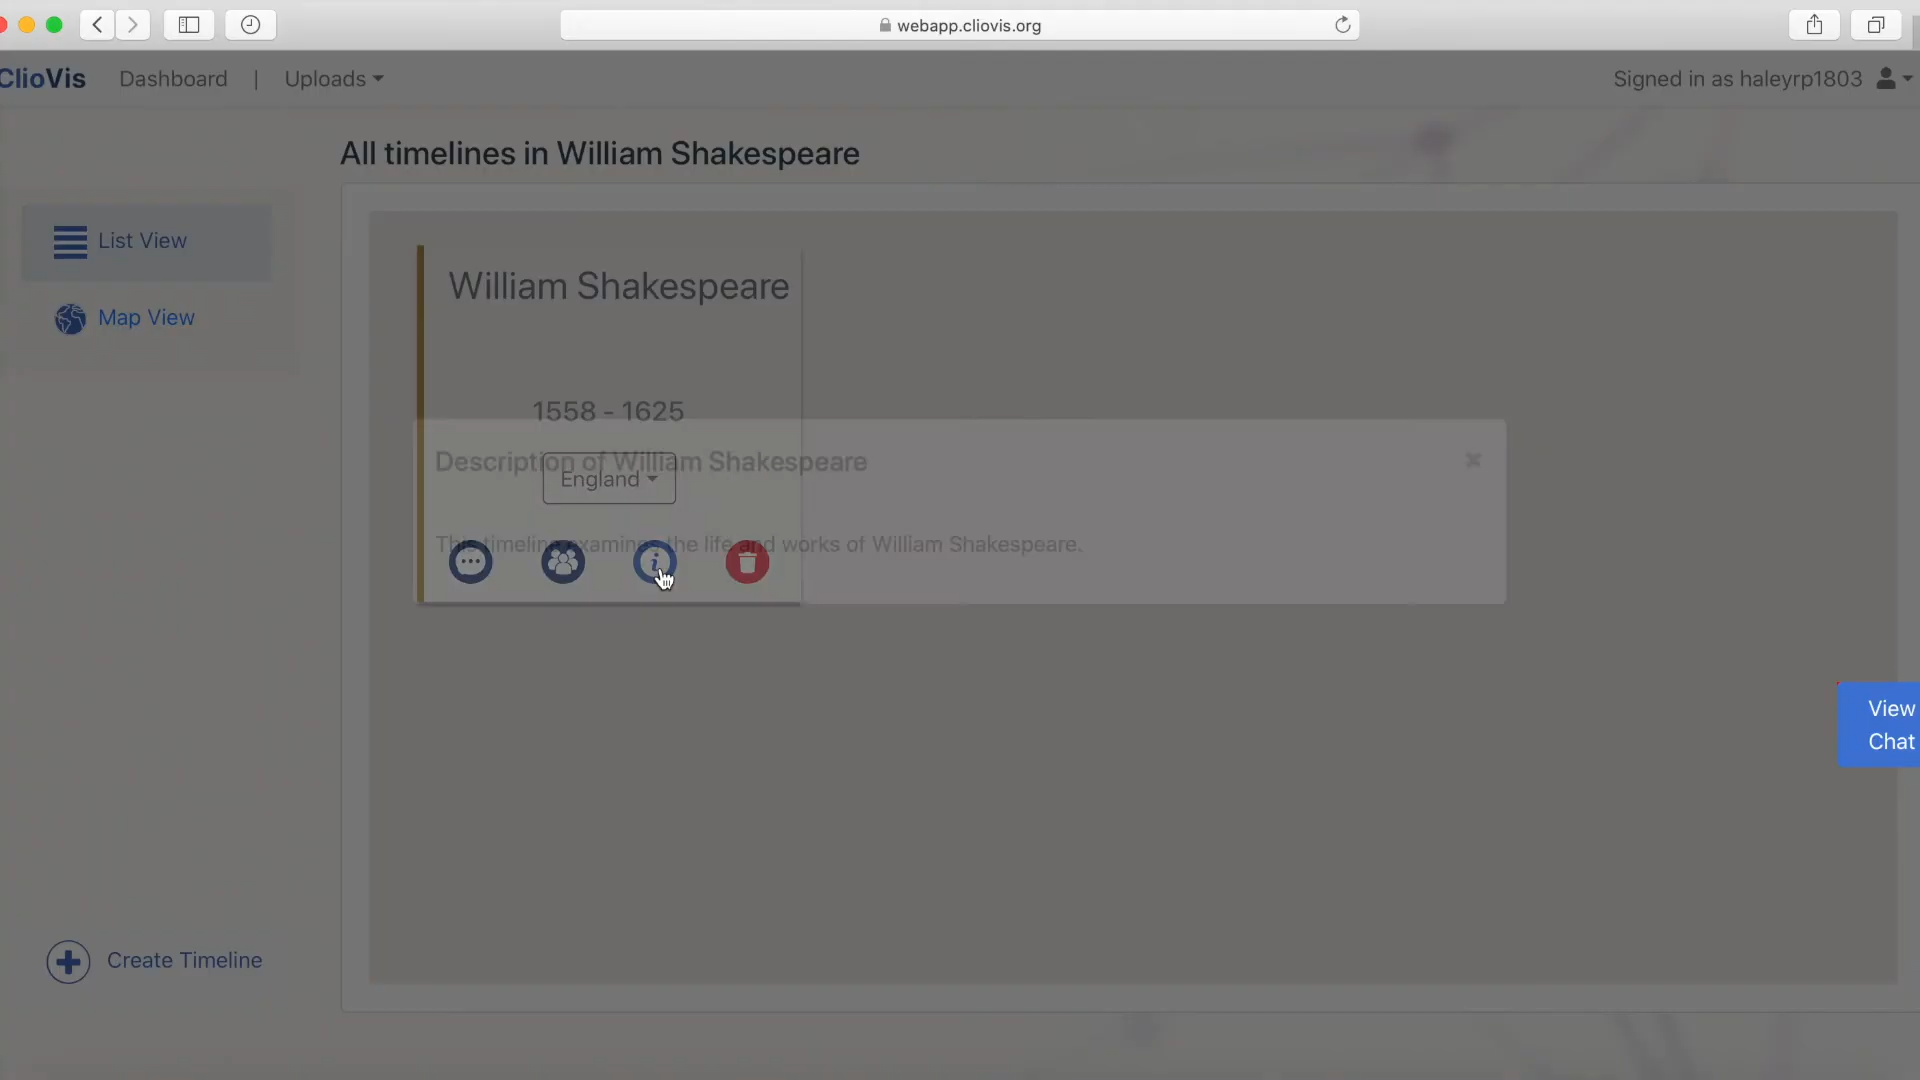 webapp.cliovis.org
ClioVis Dashboard | Uploads Signed in as haleyrp1803
All timelines in William Shakespeare
List View
Map View
William Shakespeare
1558 - 1625
Description of William Shakespeare
England
This timeline examines the life and works of William Shakespeare.
View
Chat
Create Timeline